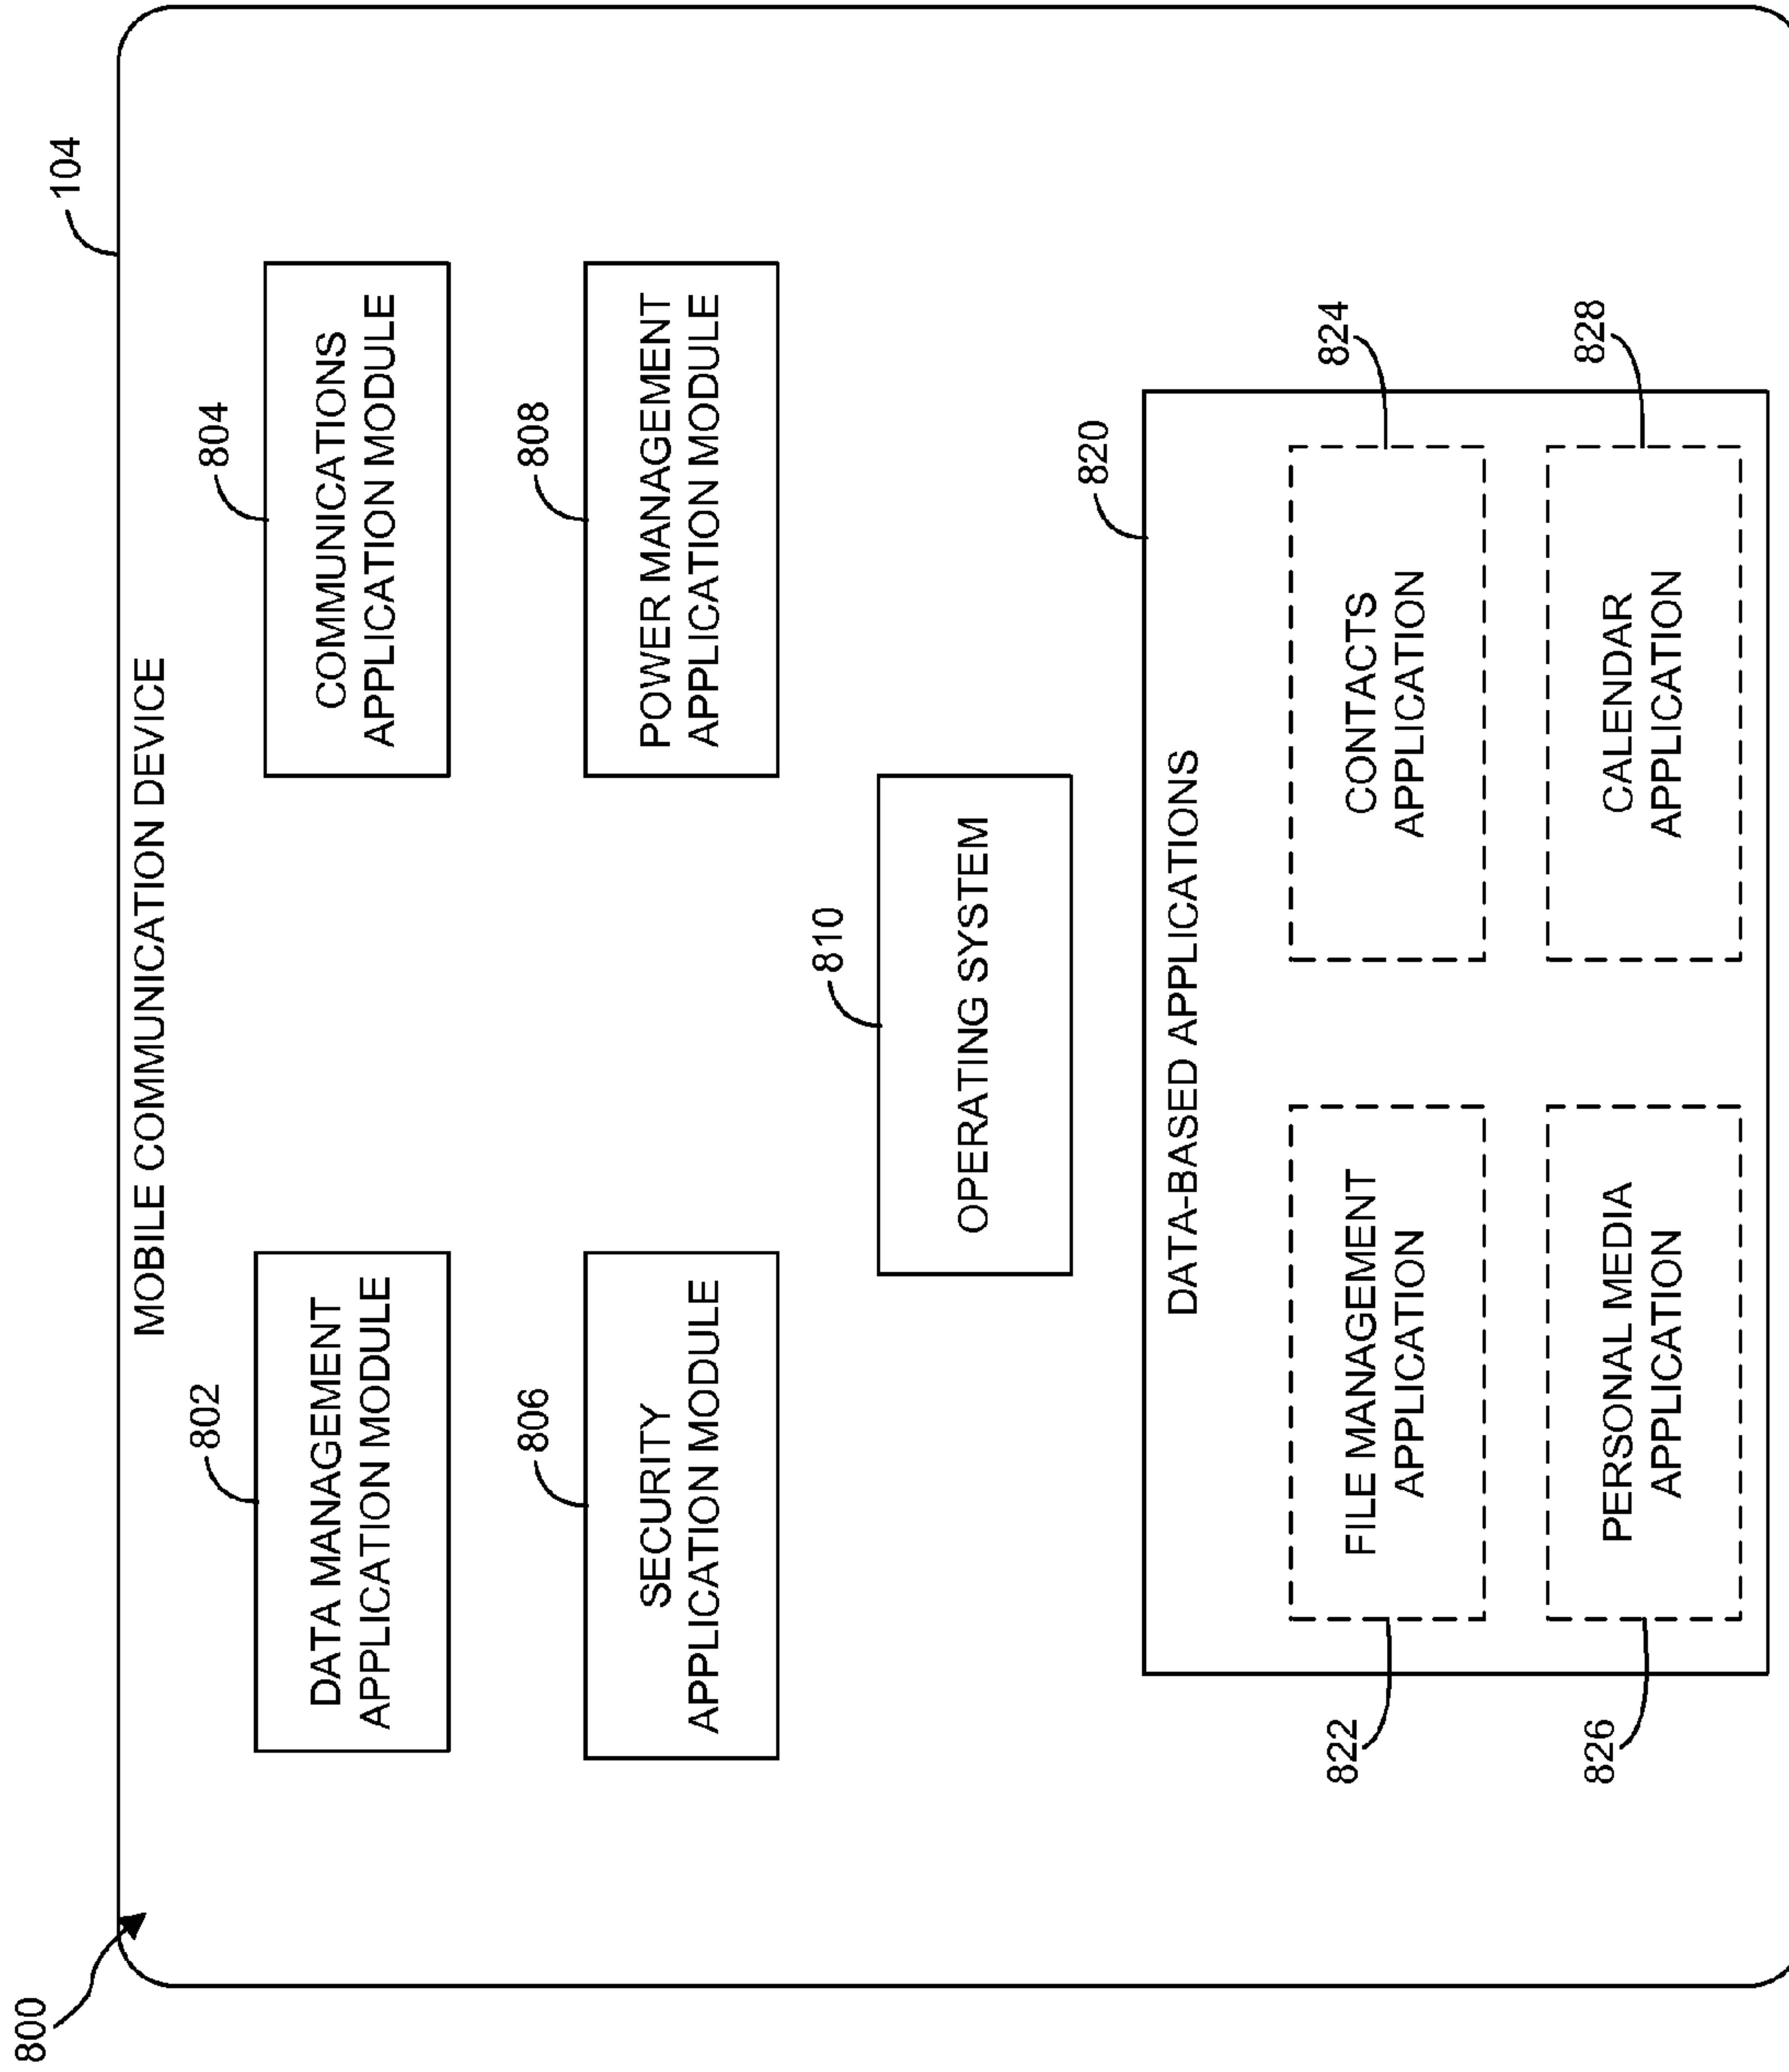 800
104
MOBILE COMMUNICATION DEVICE
802
DATA MANAGEMENT
APPLICATION MODULE
804
COMMUNICATIONS
APPLICATION MODULE
806
SECURITY
APPLICATION MODULE
808
POWER MANAGEMENT
APPLICATION MODULE
810
OPERATING SYSTEM
820
DATA-BASED APPLICATIONS
822
FILE MANAGEMENT
APPLICATION
824
CONTACTS
APPLICATION
826
PERSONAL MEDIA
APPLICATION
828
CALENDAR
APPLICATION